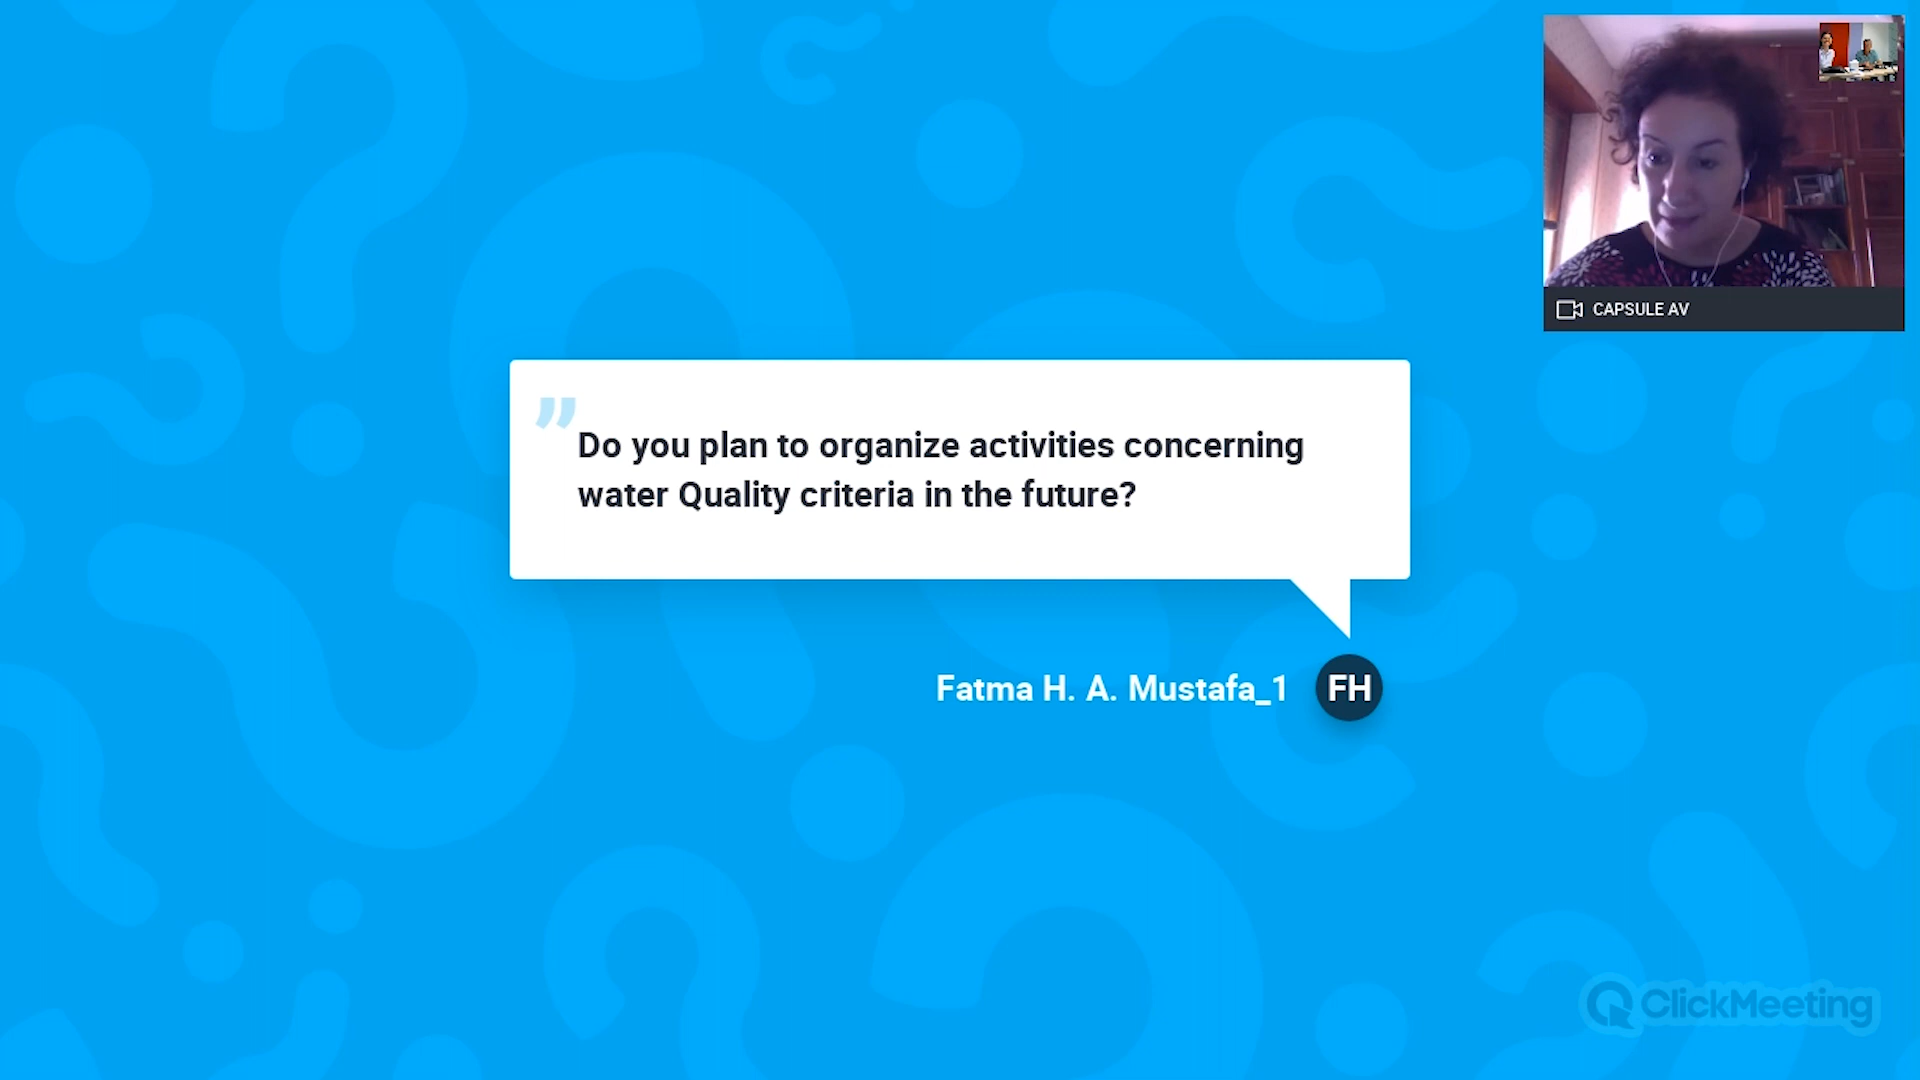 CAPSULE AV
”
Do you plan to organize activities concerning
water Quality criteria in the future?
Fatma H. A. Mustafa_1
FH
ClickMeeting